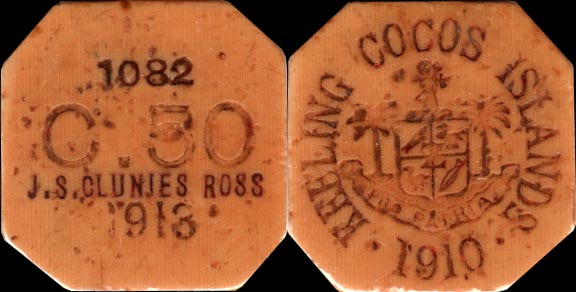 1082
C.50
J.S.CLUNIES ROSS
1913
KEELING COCOS ISLANDS
PRO PATRIA
· 1910 ·